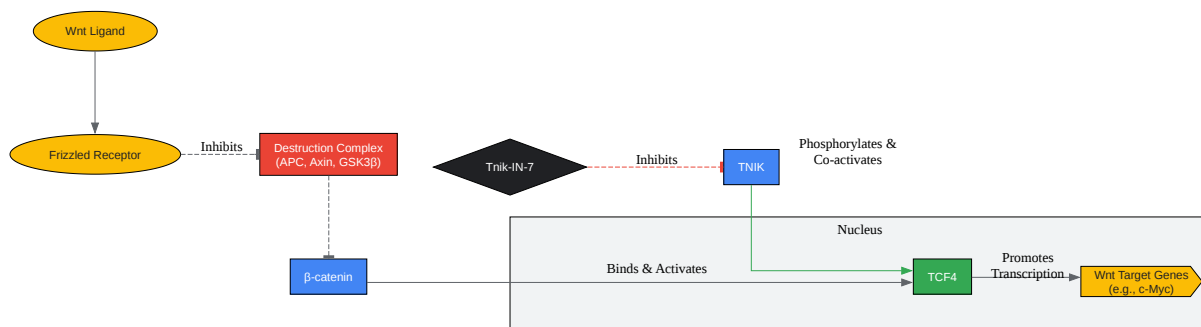 Wnt Ligand
Frizzled Receptor
Inhibits
Destruction Complex
(APC, Axin, GSK3β)
β-catenin
Tnik-IN-7
Inhibits
TNIK
Phosphorylates &
Co-activates
Nucleus
Binds & Activates
TCF4
Promotes
Transcription
Wnt Target Genes
(e.g., c-Myc)